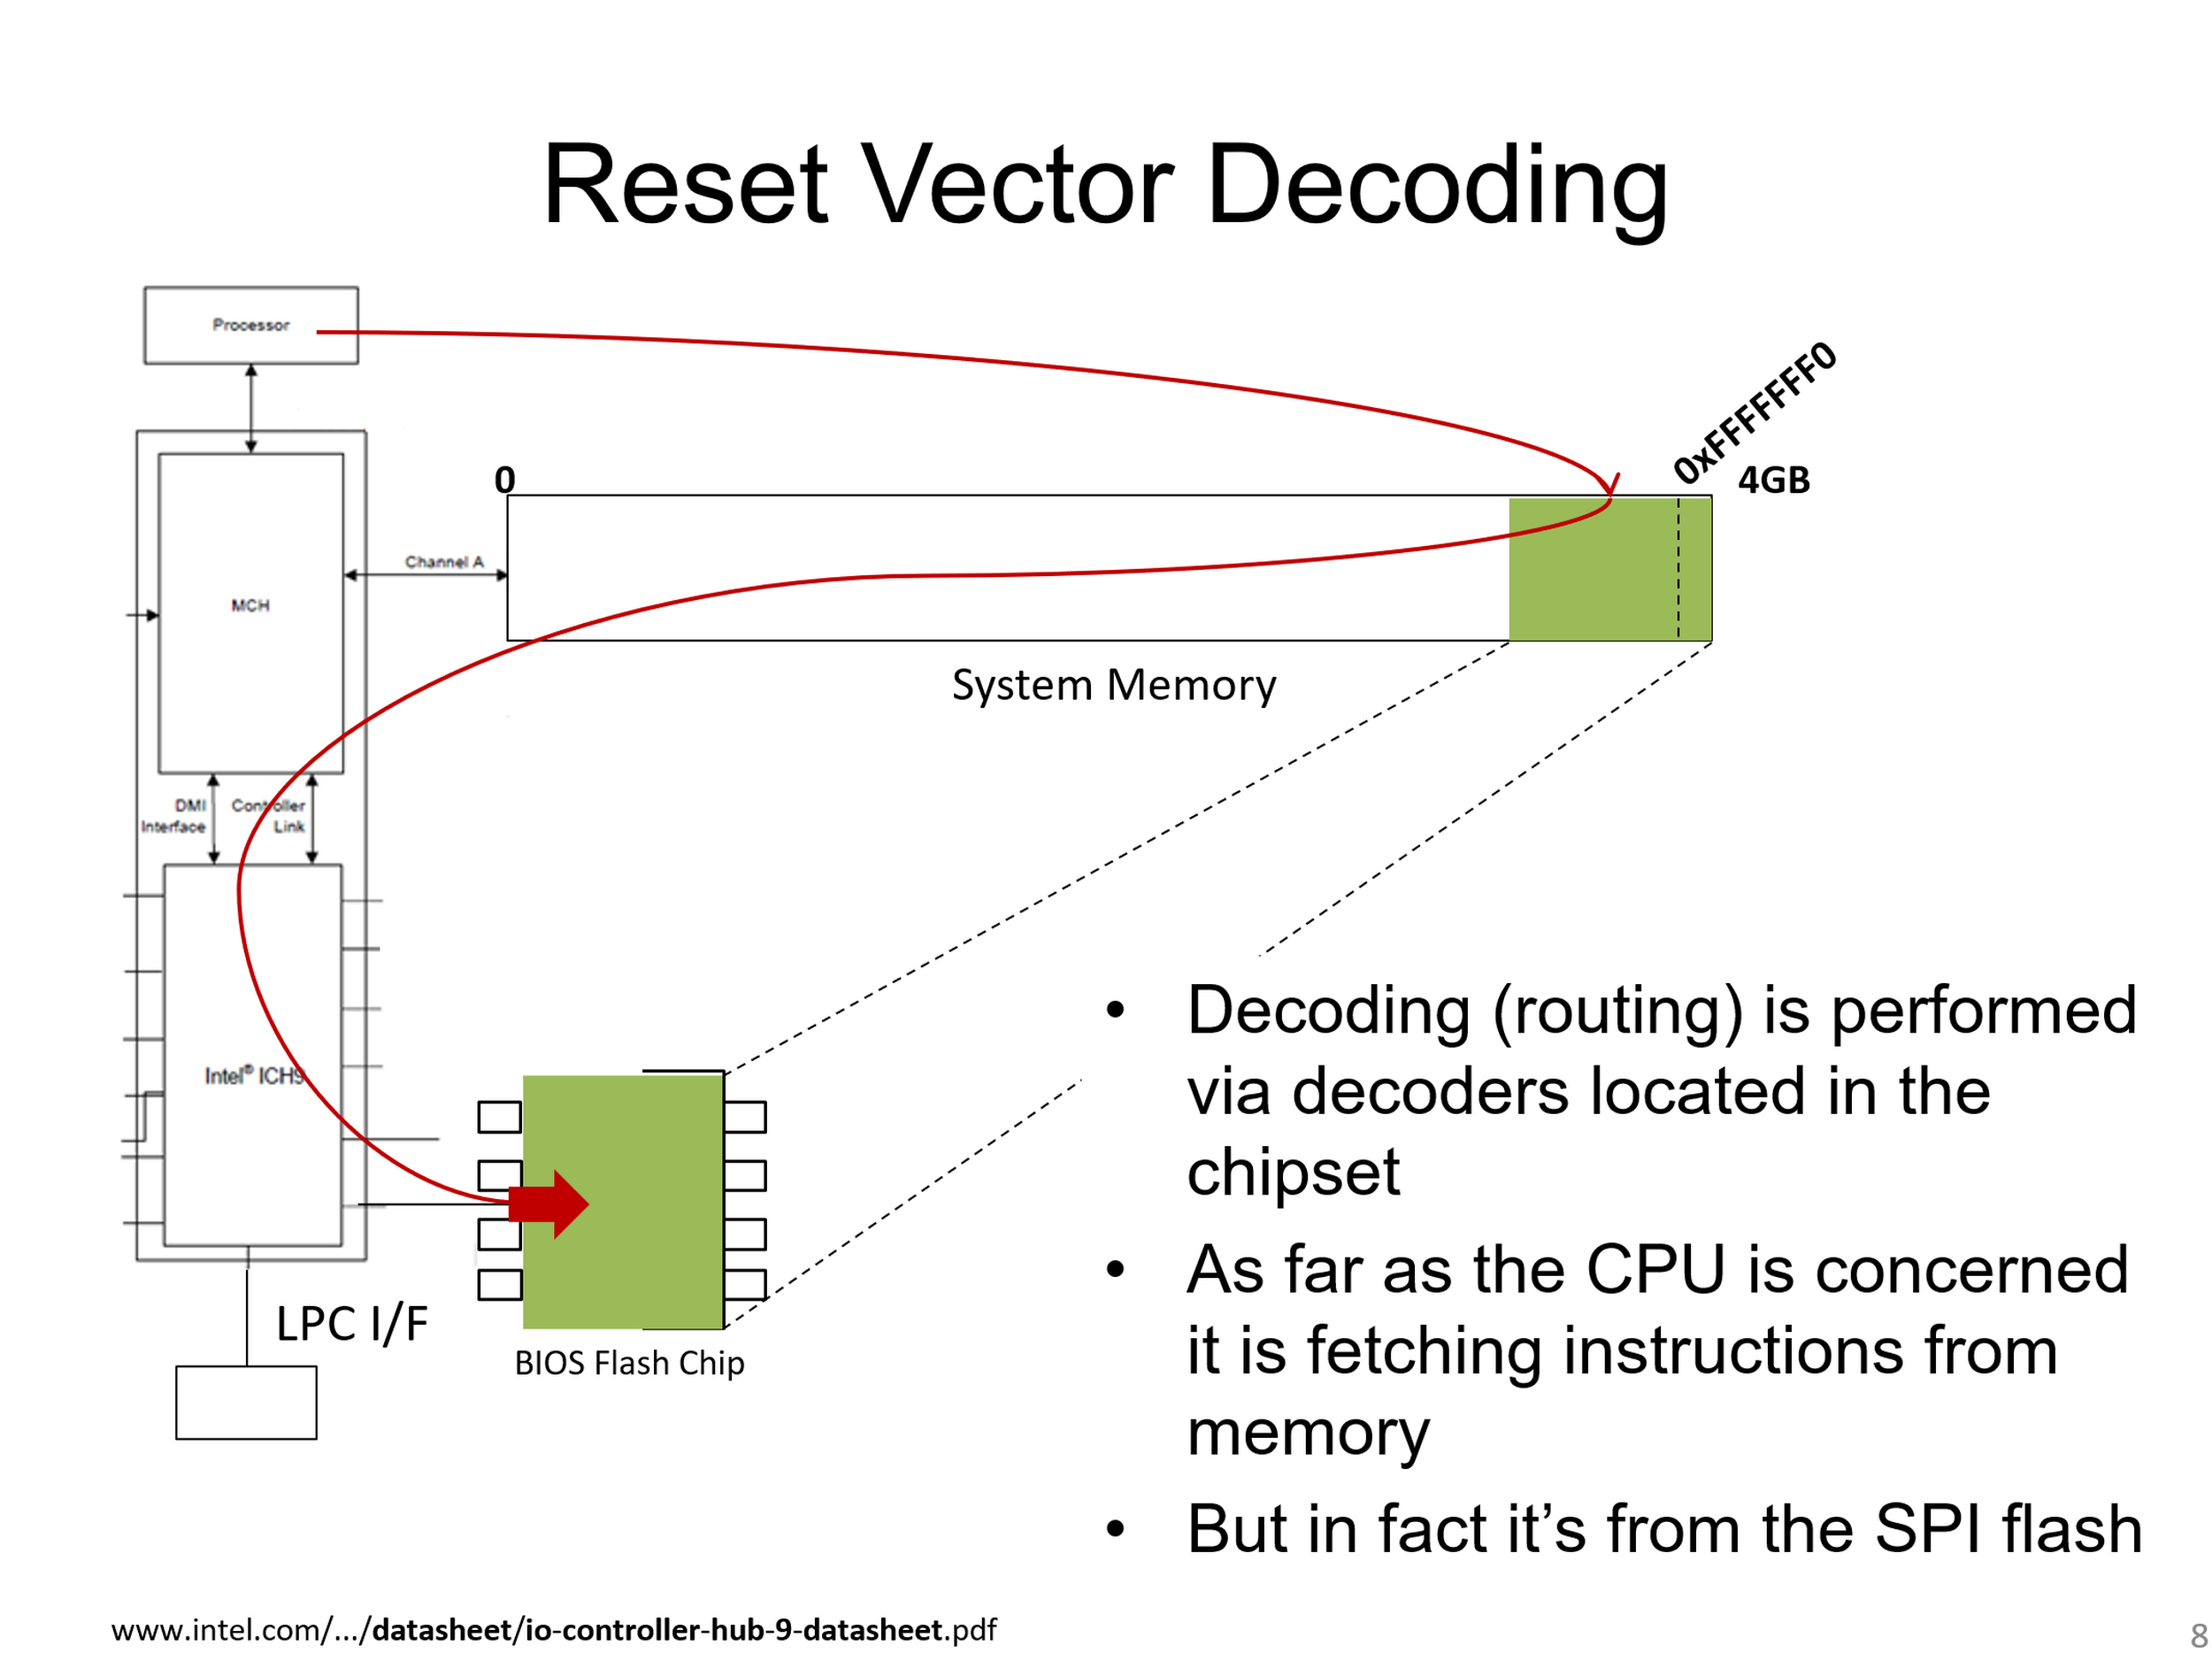 Reset Vector Decoding
Processor
0xFFFFFFF0
0
4GB
Channel A
MCH
System Memory
DMI
Interface
Controller
Link
Intel® ICH9
LPC I/F
BIOS Flash Chip
• Decoding (routing) is performed
via decoders located in the
chipset
• As far as the CPU is concerned
it is fetching instructions from
memory
• But in fact it’s from the SPI flash
www.intel.com/.../datasheet/io-controller-hub-9-datasheet.pdf
8